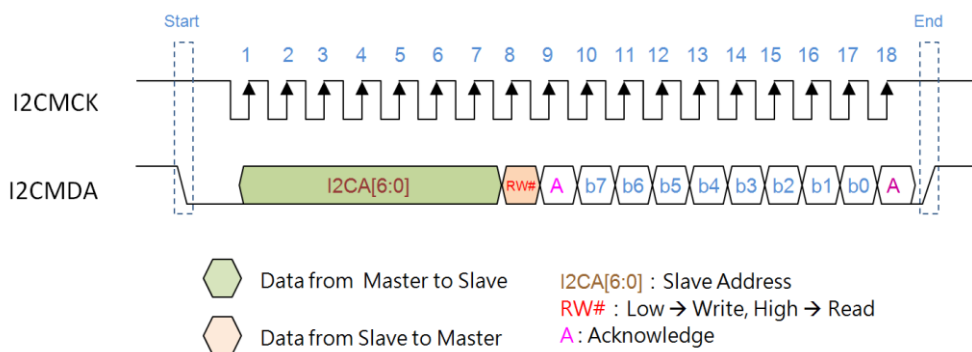 Start End
1 2 3 4 5 6 7 8 9 10 11 12 13 14 15 16 17 18
I2CMCK
I2CMDA I2CA[6:0] RW# A b7 b6 b5 b4 b3 b2 b1 b0 A
Data from Master to Slave
Data from Slave to Master
I2CA[6:0] : Slave Address
RW# : Low → Write, High → Read
A : Acknowledge